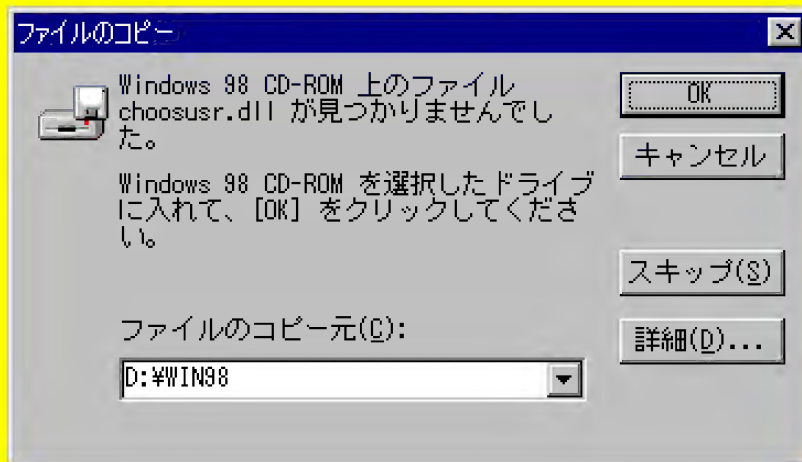 ファイルのコピー
Windows 98 CD-ROM 上のファイル
choosusr.dll が見つかりませんでし
た。
Windows 98 CD-ROM を選択したドライブ
に入れて、[OK] をクリックしてくださ
い。
ファイルのコピー元(C):
D:¥WIN98
OK
キャンセル
スキップ(S)
詳細(D)...